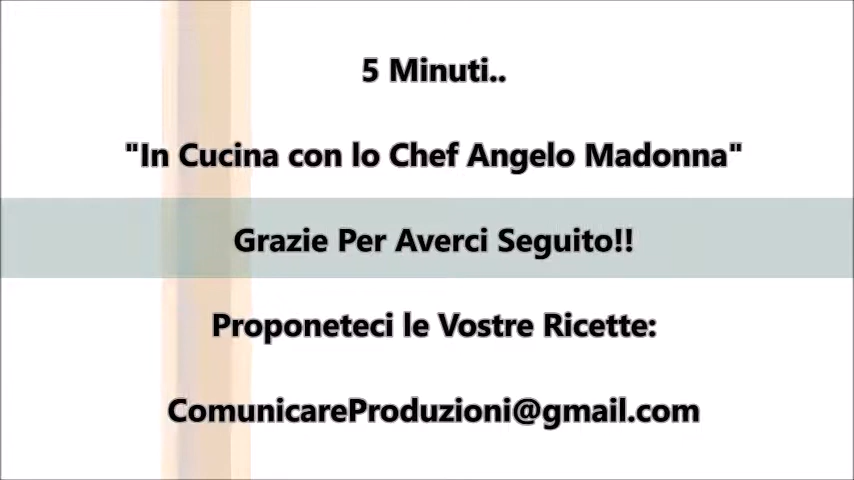 5 Minuti..
"In Cucina con lo Chef Angelo Madonna"
Grazie Per Averci Seguito!!
Proponeteci le Vostre Ricette:
ComunicareProduzioni@gmail.com